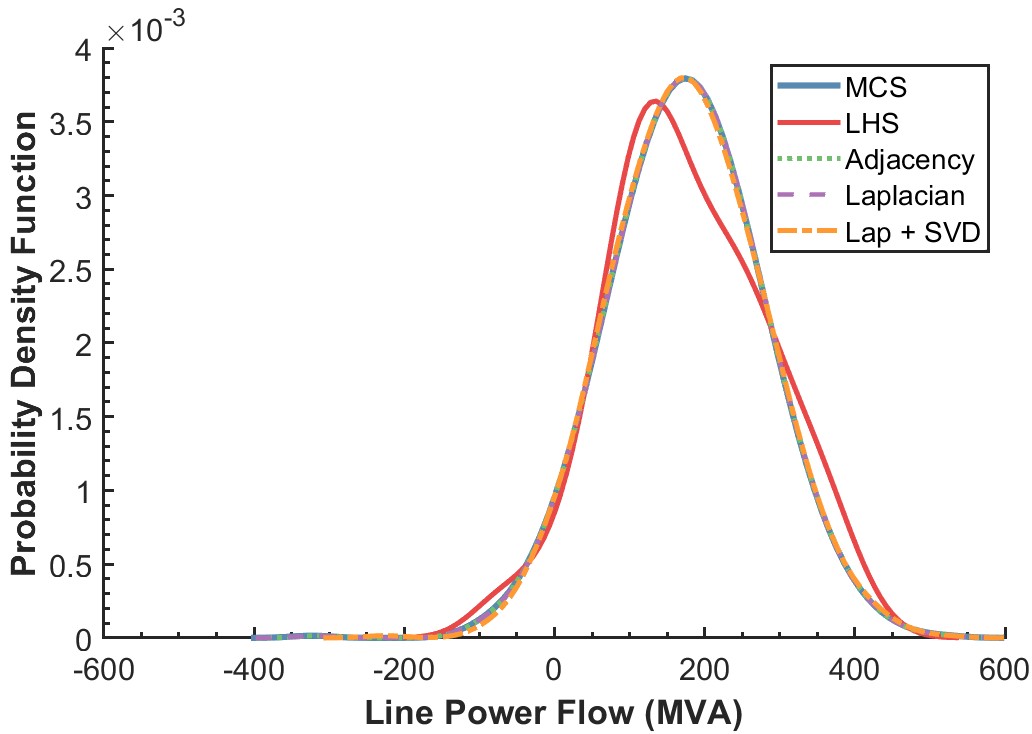 ×10-3
4
3.5
3
2.5
2
1.5
1
0.5
0
Probability Density Function
-600
-400
-200
0
200
400
600
Line Power Flow (MVA)
MCS
LHS
Adjacency
Laplacian
Lap + SVD